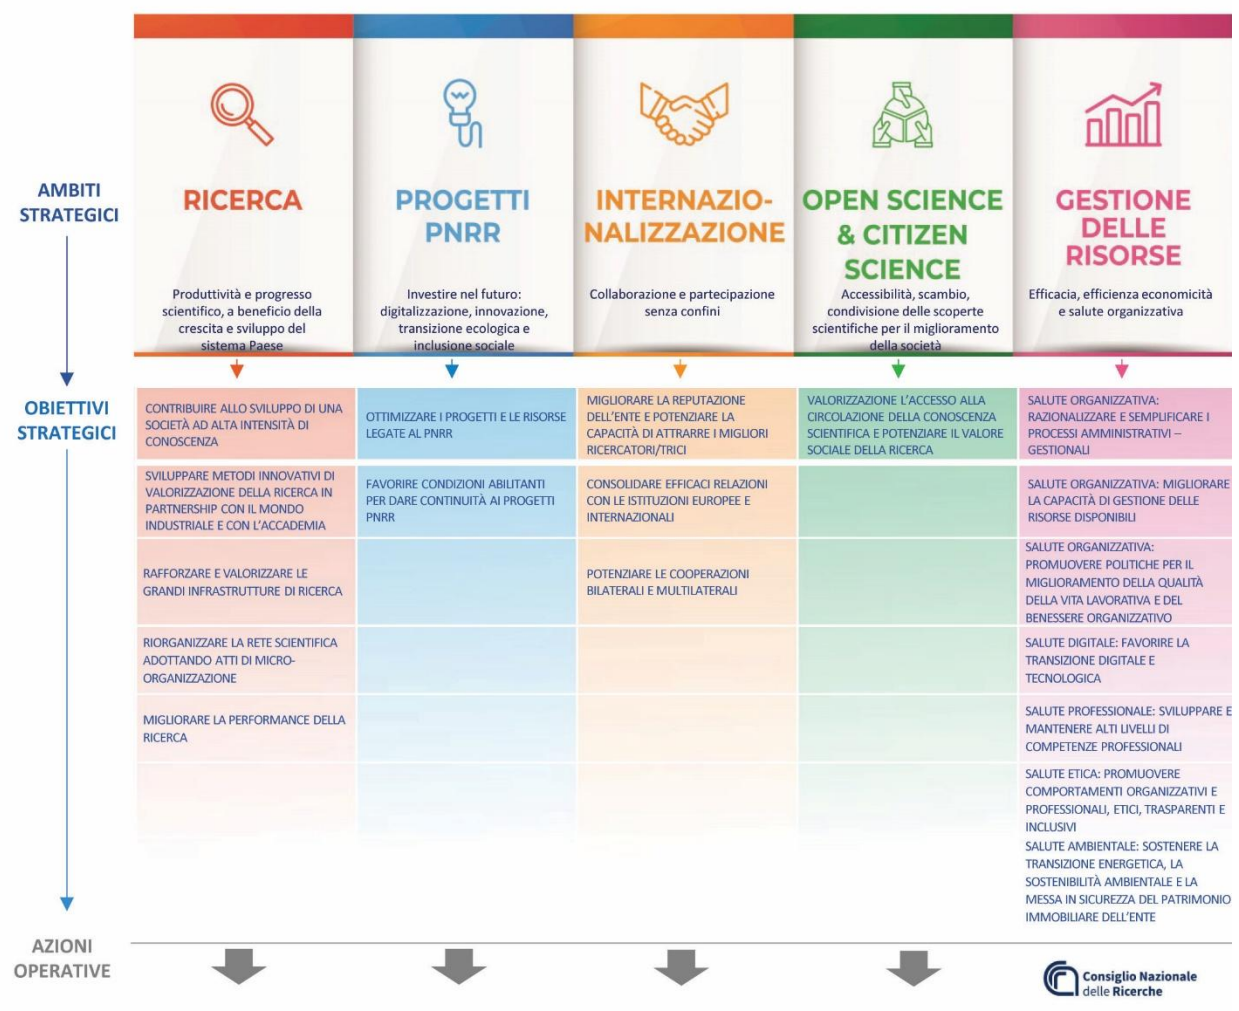 AMBITI
STRATEGICI
RICERCA
Produttività e progresso
scientifico, a beneficio della
crescita e sviluppo del
sistema Paese
PROGETTI
PNRR
Investire nel futuro:
digitalizzazione, innovazione,
transizione ecologica e
inclusione sociale
INTERNAZIO-
NALIZZAZIONE
Collaborazione e partecipazione
senza confini
OPEN SCIENCE
& CITIZEN
SCIENCE
Accessibilità, scambio,
condivisione delle scoperte
scientifiche per il miglioramento
della società
GESTIONE
DELLE
RISORSE
Efficacia, efficienza economicità
e salute organizzativa
OBIETTIVI
STRATEGICI
CONTRIBUIRE ALLO SVILUPPO DI UNA
SOCIETÀ AD ALTA INTENSITÀ DI
CONOSCENZA
SVILUPPARE METODI INNOVATIVI DI
VALORIZZAZIONE DELLA RICERCA IN
PARTNERSHIP CON IL MONDO
INDUSTRIALE E CON L'ACCADEMIA
RAFFORZARE E VALORIZZARE LE
GRANDI INFRASTRUTTURE DI RICERCA
RIORGANIZZARE LA RETE SCIENTIFICA
ADOTTANDO ATTI DI MICRO-
ORGANIZZAZIONE
MIGLIORARE LA PERFORMANCE DELLA
RICERCA
OTTIMIZZARE I PROGETTI E LE RISORSE
LEGATE AL PNRR
FAVORIRE CONDIZIONI ABILITANTI
PER DARE CONTINUITÀ AI PROGETTI
PNRR
MIGLIORARE LA REPUTAZIONE
DELL'ENTE E POTENZIARE LA
CAPACITÀ DI ATTRARRE I MIGLIORI
RICERCATORI/TRICI
CONSOLIDARE EFFICACI RELAZIONI
CON LE ISTITUZIONI EUROPEE E
INTERNAZIONALI
POTENZIARE LE COOPERAZIONI
BILATERALI E MULTILATERALI
VALORIZZAZIONE L'ACCESSO ALLA
CIRCOLAZIONE DELLA CONOSCENZA
SCIENTIFICA E POTENZIARE IL VALORE
SOCIALE DELLA RICERCA
SALUTE ORGANIZZATIVA:
RAZIONALIZZARE E SEMPLIFICARE I
PROCESSI AMMINISTRATIVI –
GESTIONALI
SALUTE ORGANIZZATIVA: MIGLIORARE
LA CAPACITÀ DI GESTIONE DELLE
RISORSE DISPONIBILI
SALUTE ORGANIZZATIVA:
PROMUOVERE POLITICHE PER IL
MIGLIORAMENTO DELLA QUALITÀ
DELLA VITA LAVORATIVA E DEL
BENESSERE ORGANIZZATIVO
SALUTE DIGITALE: FAVORIRE LA
TRANSIZIONE DIGITALE E
TECNOLOGICA
SALUTE PROFESSIONALE: SVILUPPARE E
MANTENERE ALTI LIVELLI DI
COMPETENZE PROFESSIONALI
SALUTE ETICA: PROMUOVERE
COMPORTAMENTI ORGANIZZATIVI E
PROFESSIONALI, ETICI, TRASPARENTI E
INCLUSIVI
SALUTE AMBIENTALE: SOSTENERE LA
TRANSIZIONE ENERGETICA, LA
SOSTENIBILITÀ AMBIENTALE E LA
MESSA IN SICUREZZA DEL PATRIMONIO
IMMOBILIARE DELL'ENTE
AZIONI
OPERATIVE
Consiglio Nazionale
delle Ricerche